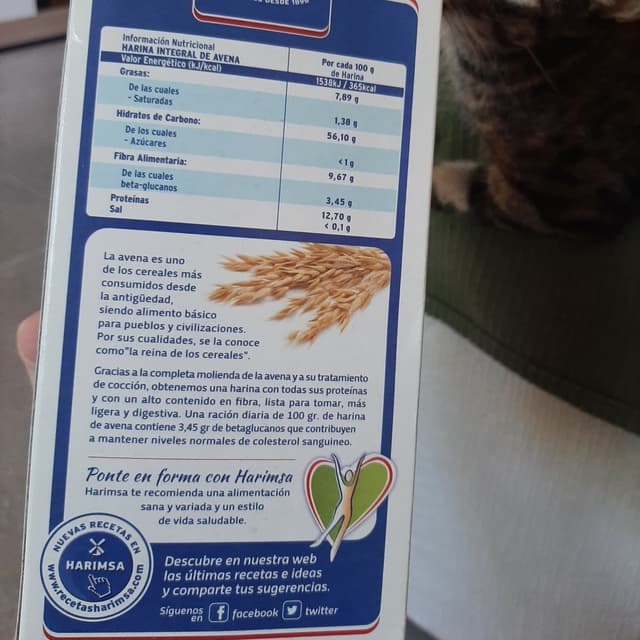 DESDE 1898
Información Nutricional
HARINA INTEGRAL DE AVENA
Por cada 100 g
de Harina
Valor Energético (kJ/kcal)
1538kJ / 365kcal
Grasas:
7,89 g
De las cuales
- Saturadas
1,38 g
Hidratos de Carbono:
56,10 g
De los cuales
- Azúcares
<1 g
Fibra Alimentaria:
9,67 g
De las cuales
beta-glucanos
3,45 g
Proteínas
12,70 g
Sal
< 0,1 g
La avena es uno
de los cereales más
consumidos desde
la antigüedad,
siendo alimento básico
para pueblos y civilizaciones.
Por sus cualidades, se la conoce
como"la reina de los cereales".
Gracias a la completa molienda de la avena y a su tratamiento
de cocción, obtenemos una harina con todas sus proteínas
y con un alto contenido en fibra, lista para tomar, más
ligera y digestiva. Una ración diaria de 100 gr. de harina
de avena contiene 3,45 gr de betaglucanos que contribuyen
a mantener niveles normales de colesterol sanguineo.
Ponte en forma con Harimsa
Harimsa te recomienda una alimentación
sana y variada y un estilo
de vida saludable.
NUEVAS RECETAS EN
HARIMSA
www.recetasharimsa.com
Descubre en nuestra web
las últimas recetas e ideas
y comparte tus sugerencias.
Síguenos
en
facebook
twitter